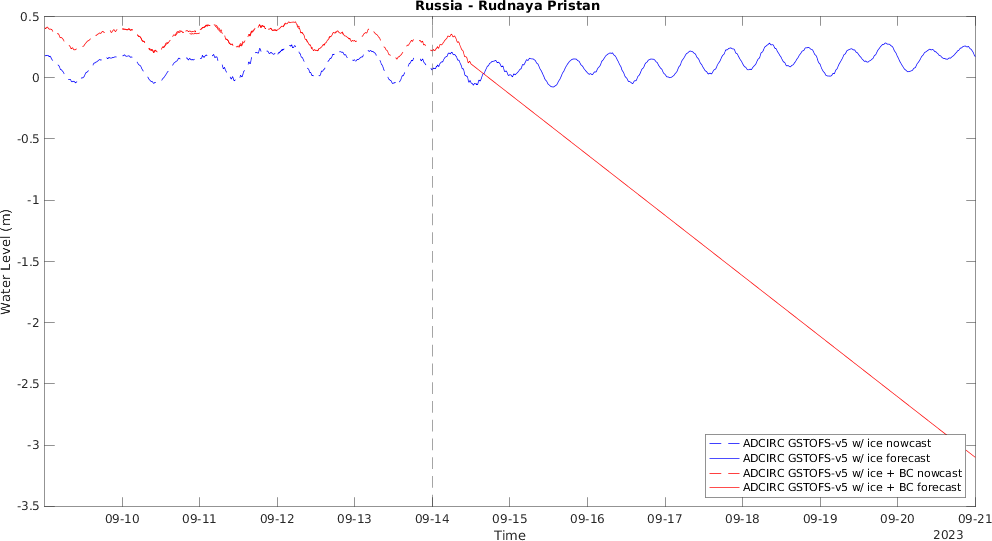 Russia - Rudnaya Pristan
0.5
0
-0.5
-1
-1.5
-2
-2.5
-3
-3.5
Water Level (m)
ADCIRC GSTOFS-v5 w/ ice nowcast
ADCIRC GSTOFS-v5 w/ ice forecast
ADCIRC GSTOFS-v5 w/ ice + BC nowcast
ADCIRC GSTOFS-v5 w/ ice + BC forecast
09-10 09-11 09-12 09-13 09-14 09-15 09-16 09-17 09-18 09-19 09-20 09-21
Time
2023